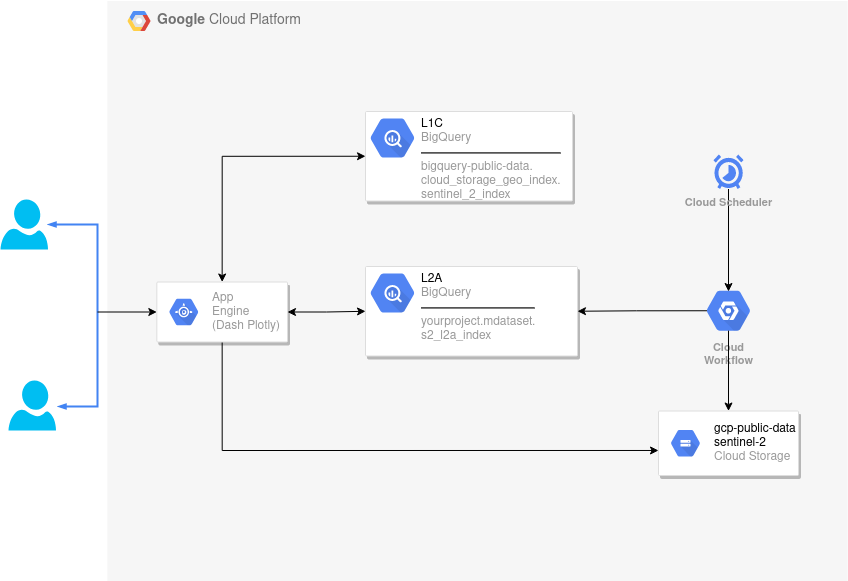 Google Cloud Platform
L1C
BigQuery
bigquery-public-data.
cloud_storage_geo_index.
sentinel_2_index
Cloud Scheduler
L2A
BigQuery
yourproject.mdataset.
s2_l2a_index
App
Engine
(Dash Plotly)
Cloud
Workflow
gcp-public-data
sentinel-2
Cloud Storage